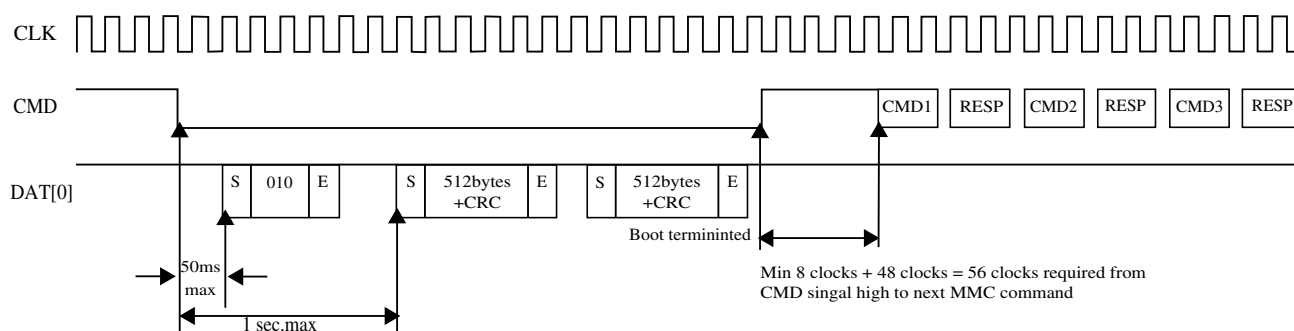 CLK
CMD
CMD1 RESP CMD2 RESP CMD3 RESP
DAT[0]
S 010 E S 512bytes +CRC E S 512bytes +CRC E
Boot termininted
50ms
max
1 sec.max
Min 8 clocks + 48 clocks = 56 clocks required from
CMD singal high to next MMC command